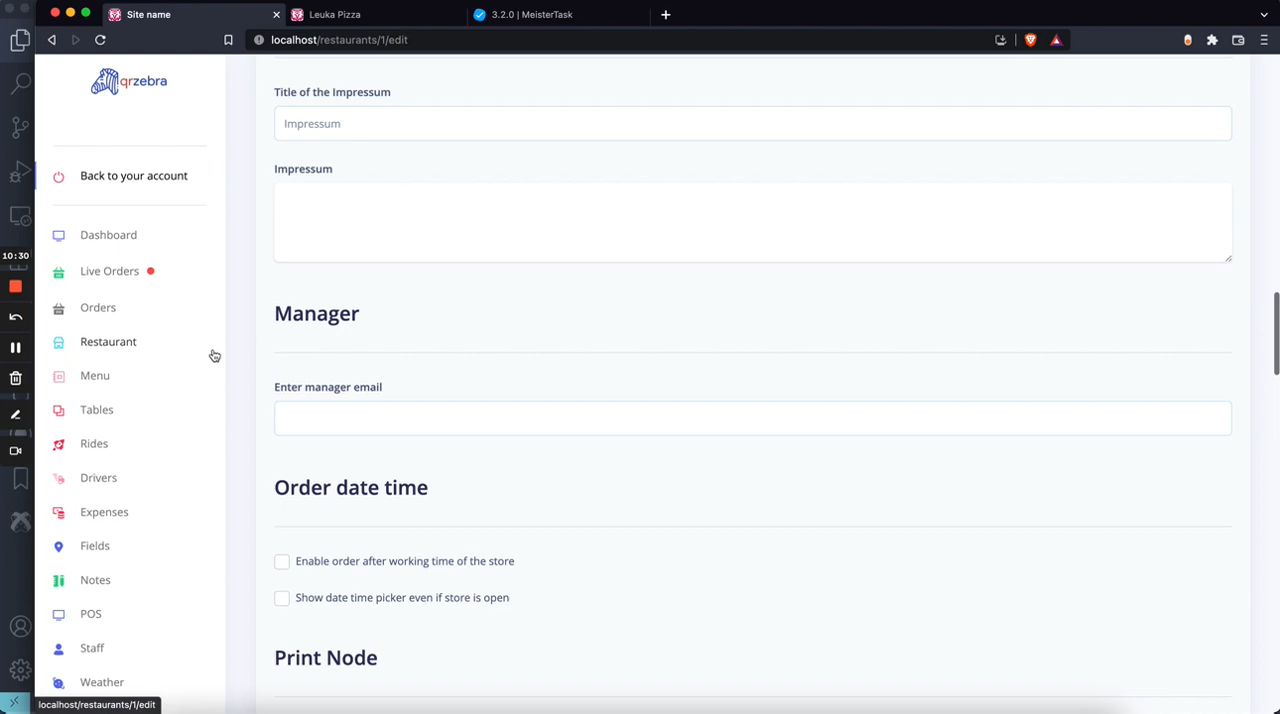 Site name
Leuka Pizza
3.2.0 | MeisterTask
localhost/restaurants/1/edit
qrzebra
Back to your account
Dashboard
Live Orders
Orders
Restaurant
Menu
Tables
Rides
Drivers
Expenses
Fields
Notes
POS
Staff
Weather
10:30
Title of the Impressum
Impressum
Impressum
Manager
Enter manager email
Order date time
Enable order after working time of the store
Show date time picker even if store is open
Print Node
localhost/restaurants/1/edit